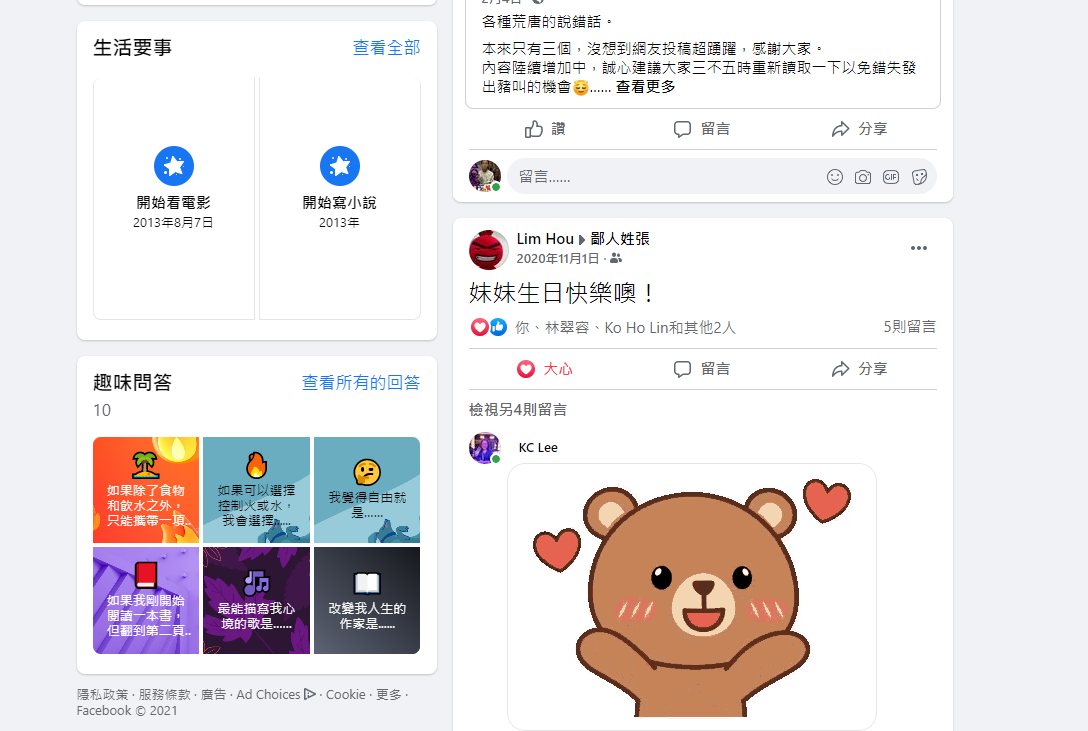 生活要事
查看全部
開始看電影
2013年8月7日
開始寫小說
2013年
趣味問答
查看所有的回答
10
如果除了食物
和飲水之外，
只能攜帶一項..
如果可以選擇
控制火或水，
我會選擇......
我覺得自由就
是......
如果我剛開始
閱讀一本書，
但翻到第二頁..
最能描寫我心
境的歌是......
改變我人生的
作家是......
隱私政策 · 服務條款 · 廣告 · Ad Choices · Cookie · 更多 ·
Facebook © 2021
2月4日 ·
各種荒唐的說錯話。
本來只有三個，沒想到網友投稿超踴躍，感謝大家。
內容陸續增加中，誠心建議大家三不五時重新讀取一下以免錯失發
出豬叫的機會😌...... 查看更多
讚
留言
分享
留言......
GIF
Lim Hou ▸ 鄙人姓張
2020年11月1日 ·
妹妹生日快樂噢！
你、林翠容、Ko Ho Lin和其他2人
5則留言
大心
留言
分享
檢視另4則留言
KC Lee